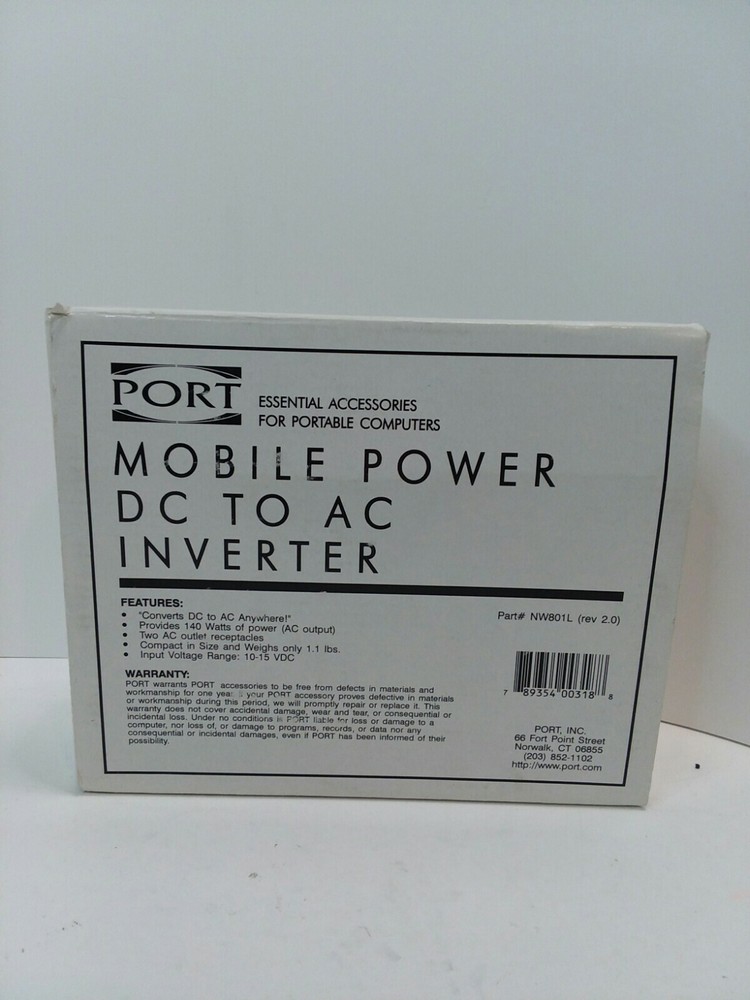 PORT
ESSENTIAL ACCESSORIES
FOR PORTABLE COMPUTERS
MOBILE POWER
DC TO AC
INVERTER
FEATURES:
• "Converts DC to AC Anywhere!"
• Provides 140 Watts of power (AC output)
• Two AC outlet receptacles
• Compact in Size and Weighs only 1.1 lbs.
• Input Voltage Range: 10-15 VDC
Part# NW801L (rev 2.0)
WARRANTY:
PORT warrants PORT accessories to be free from defects in materials and
workmanship for one year. your PORT accessory proves defective in materials
or workmanship during this period, we will promptly repair or replace it. This
warranty does not cover accidental damage, wear and tear, or consequential or
incidental loss. Under no conditions is PORT liable for loss or damage to a
computer, nor loss of, or damage to programs, records, or data nor any
consequential or incidental damages, even if PORT has been informed of their
possibility.
7 89354 00318 8
PORT, INC.
66 Fort Point Street
Norwalk, CT 06855
(203) 852-1102
http://www.port.com